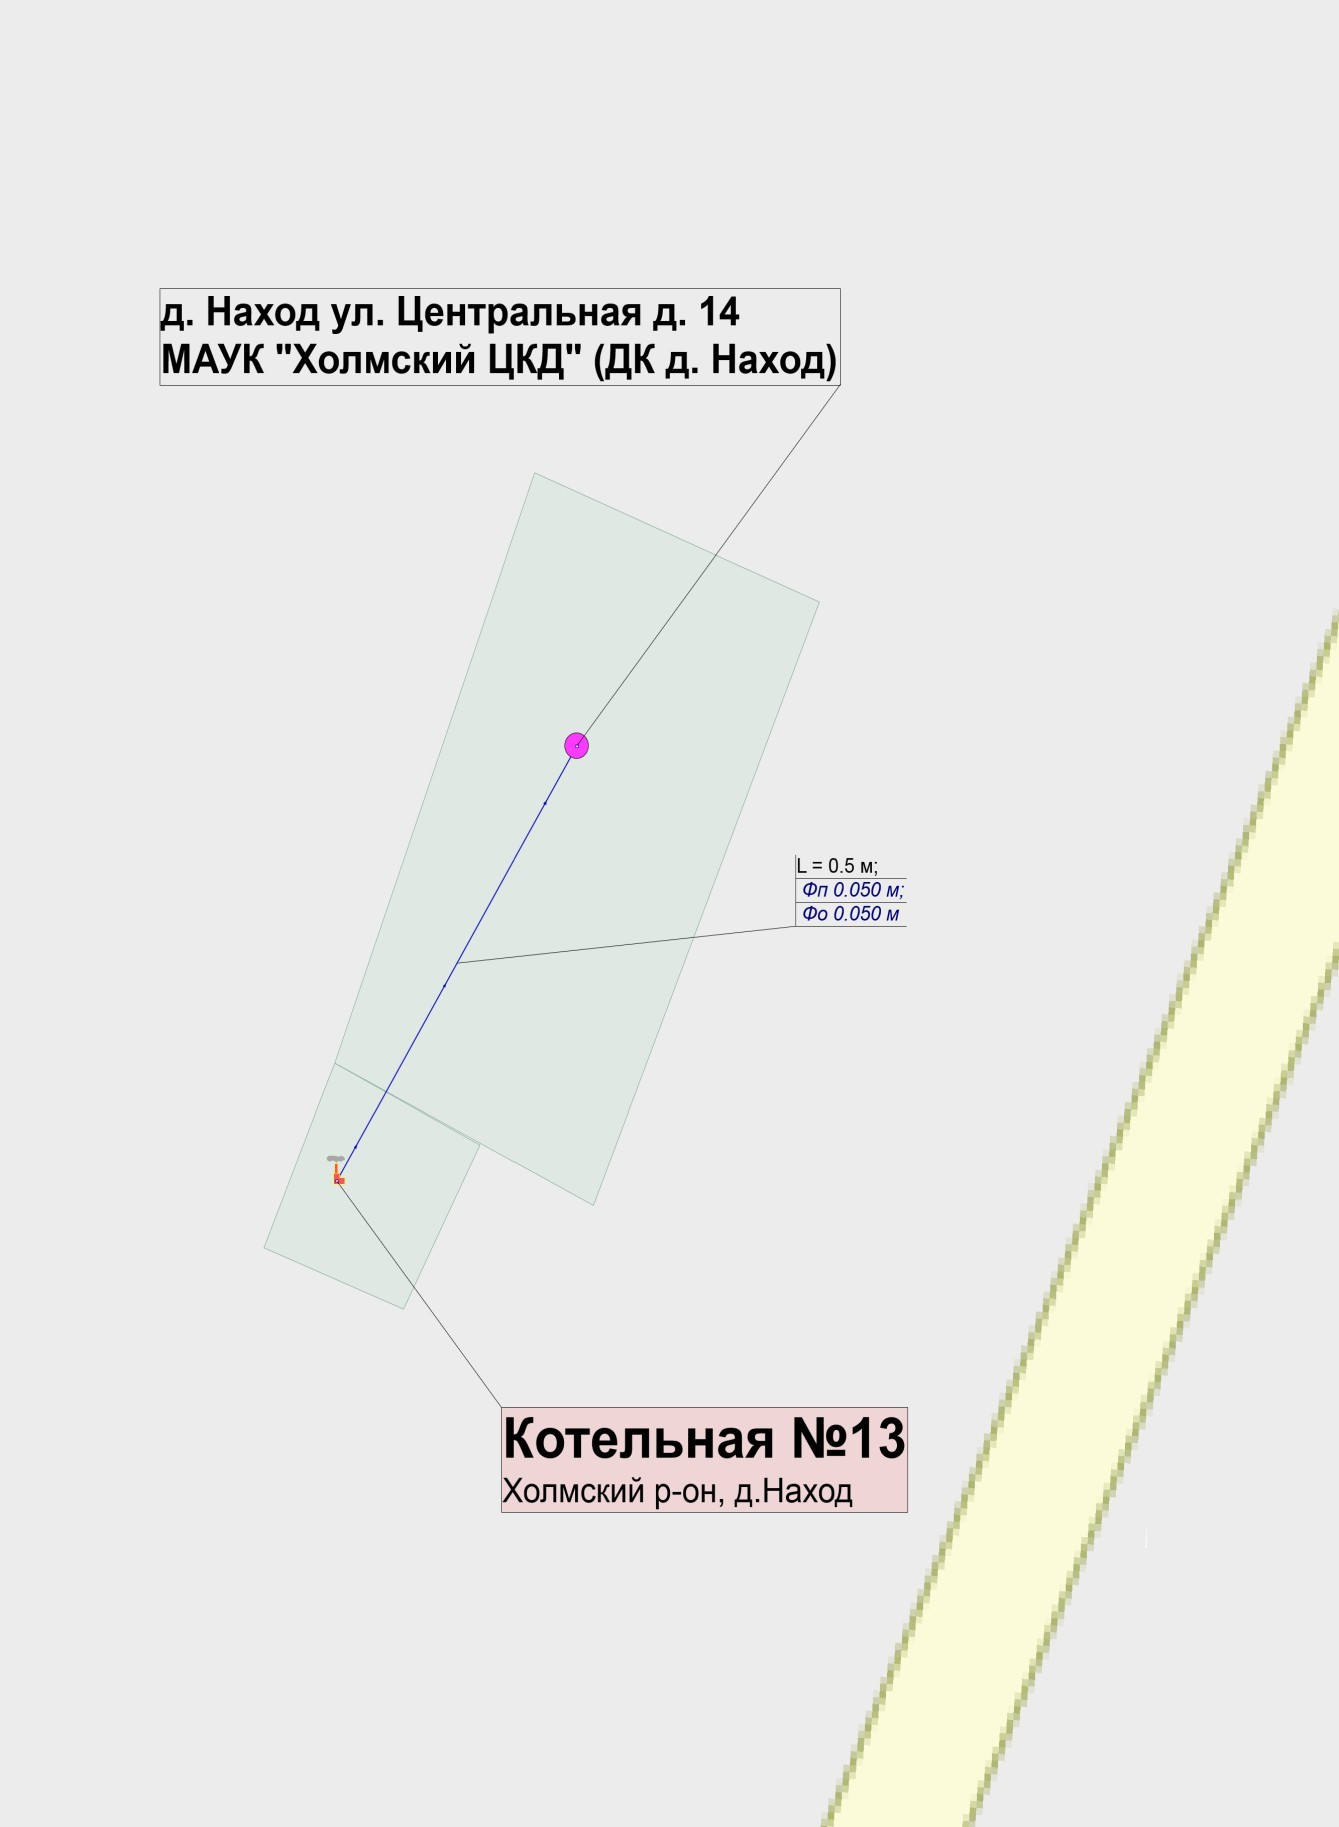 д. Наход ул. Центральная д. 14
МАУК "Холмский ЦКД" (ДК д. Наход)
L = 0.5 м;
Фп 0.050 м;
Фо 0.050 м
Котельная №13
Холмский р-он, д.Наход